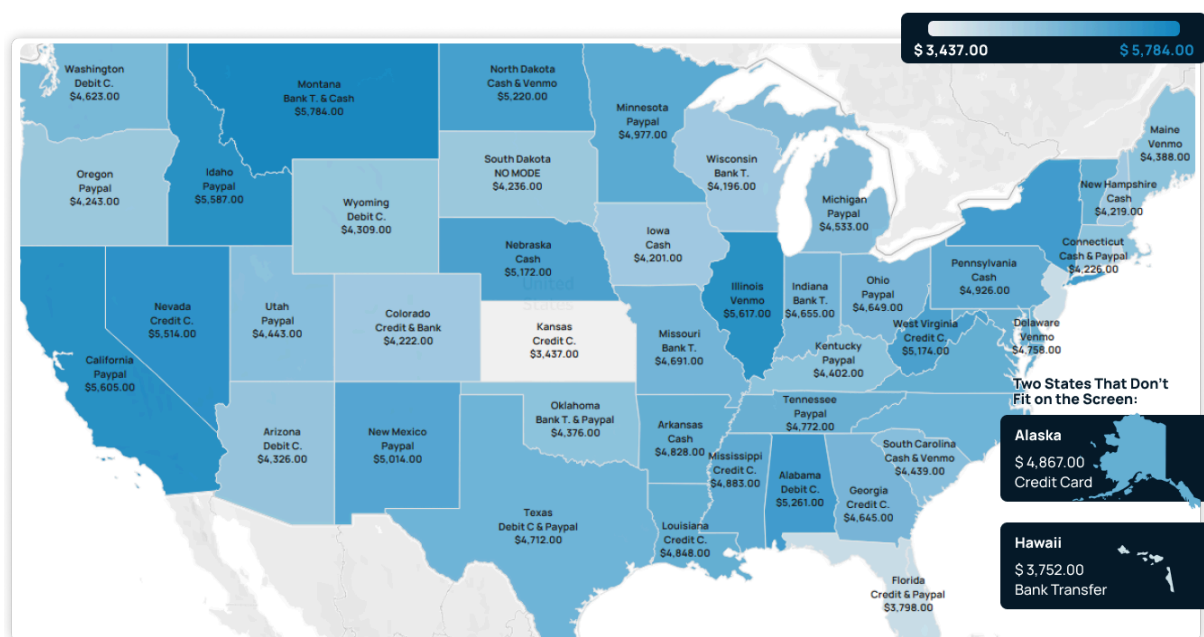 $ 3,437.00
$ 5,784.00
Washington
Debit C.
$4,623.00
Montana
Bank T. & Cash
$5,784.00
North Dakota
Cash & Venmo
$5,220.00
Minnesota
Paypal
$4,977.00
Maine
Venmo
$4,388.00
Oregon
Paypal
$4,243.00
Idaho
Paypal
$5,587.00
Wyoming
Debit C.
$4,309.00
South Dakota
NO MODE
$4,236.00
Wisconsin
Bank T.
$4,196.00
Michigan
Paypal
$4,533.00
New Hampshire
Cash
$4,219.00
Nebraska
Cash
$5,172.00
Iowa
Cash
$4,201.00
Connecticut
Cash & Paypal
$4,226.00
Pennsylvania
Cash
$4,926.00
United
States
Nevada
Credit C.
$5,514.00
Utah
Paypal
$4,443.00
Colorado
Credit & Bank
$4,222.00
Kansas
Credit C.
$3,437.00
Missouri
Bank T.
$4,691.00
Illinois
Venmo
$5,617.00
Indiana
Bank T.
$4,655.00
Ohio
Paypal
$4,649.00
West Virginia
Credit C.
$5,174.00
Delaware
Venmo
$4,758.00
Kentucky
Paypal
$4,402.00
California
Paypal
$5,605.00
Arizona
Debit C.
$4,326.00
New Mexico
Paypal
$5,014.00
Oklahoma
Bank T. & Paypal
$4,376.00
Arkansas
Cash
$4,828.00
Tennessee
Paypal
$4,772.00
South Carolina
Cash & Venmo
$4,439.00
Mississippi
Credit C.
$4,883.00
Alabama
Debit C.
$5,261.00
Georgia
Credit C.
$4,645.00
Texas
Debit C & Paypal
$4,712.00
Louisiana
Credit C.
$4,848.00
Florida
Credit & Paypal
$3,798.00
Two States That Don't
Fit on the Screen:
Alaska
$ 4,867.00
Credit Card
Hawaii
$ 3,752.00
Bank Transfer